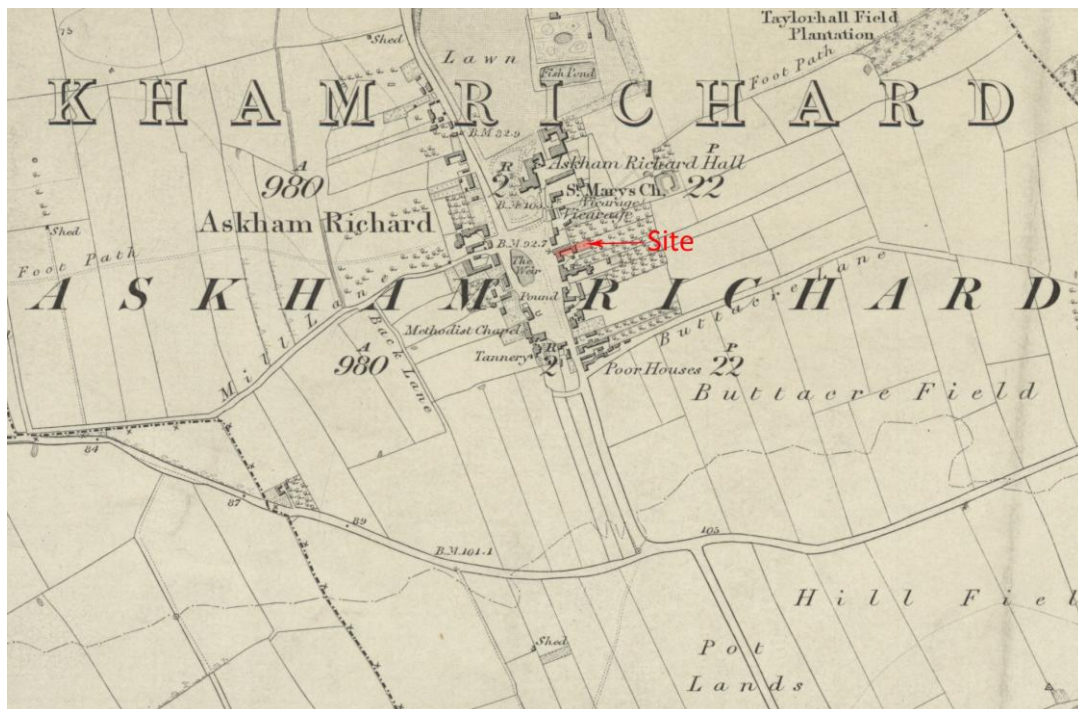 Taylorhall Field
Plantation
75
Shed
Lawn
Foot Path
Fish Pond
KHAM RICHARD
B.M 82.9
Askham Richard Hall
A
980
R
2
P
22
St Marys Ch.
Vicarage
Vicarage
Askham Richard
Shed
B.M 92.7
Site
Foot Path
The Weir
Buttacre Lane
ASKHAM RICHARD
Mill Lane
Pound
Back Lane
Methodist Chapel
A
980
Tannery
R
2
Poor Houses
P
22
Buttacre Field
84
87
89
105
B.M.101.1
Hill Fiel
Shed
Pot
Lands